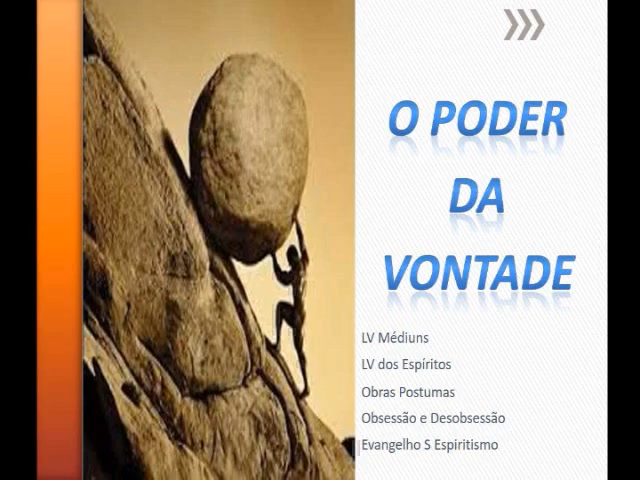 O PODER
DA
VONTADE
LV Médiuns
LV dos Espíritos
Obras Postumas
Obsessão e Desobsessão
Evangelho S Espiritismo